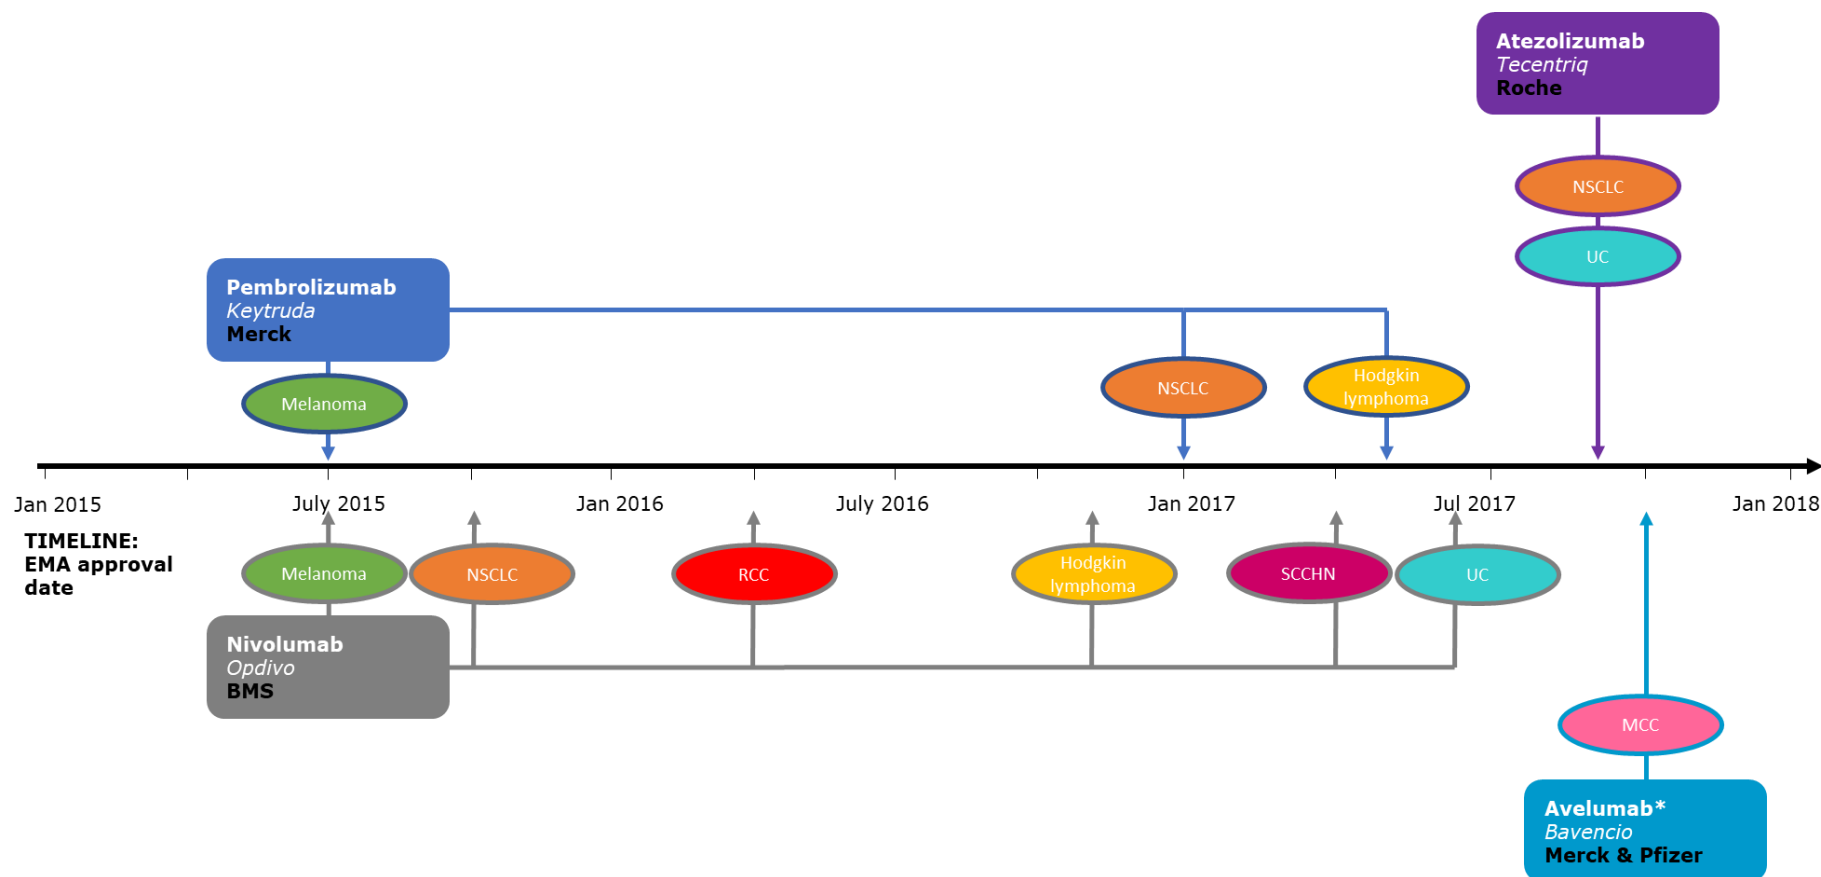 Atezolizumab
Tecentriq
Roche
NSCLC
UC
Pembrolizumab
Keytruda
Merck
Melanoma
NSCLC
Hodgkin
lymphoma
Jan 2015
July 2015
Jan 2016
July 2016
Jan 2017
Jul 2017
Jan 2018
TIMELINE:
EMA approval
date
Melanoma
NSCLC
RCC
Hodgkin
lymphoma
SCCHN
UC
Nivolumab
Opdivo
BMS
MCC
Avelumab*
Bavencio
Merck & Pfizer